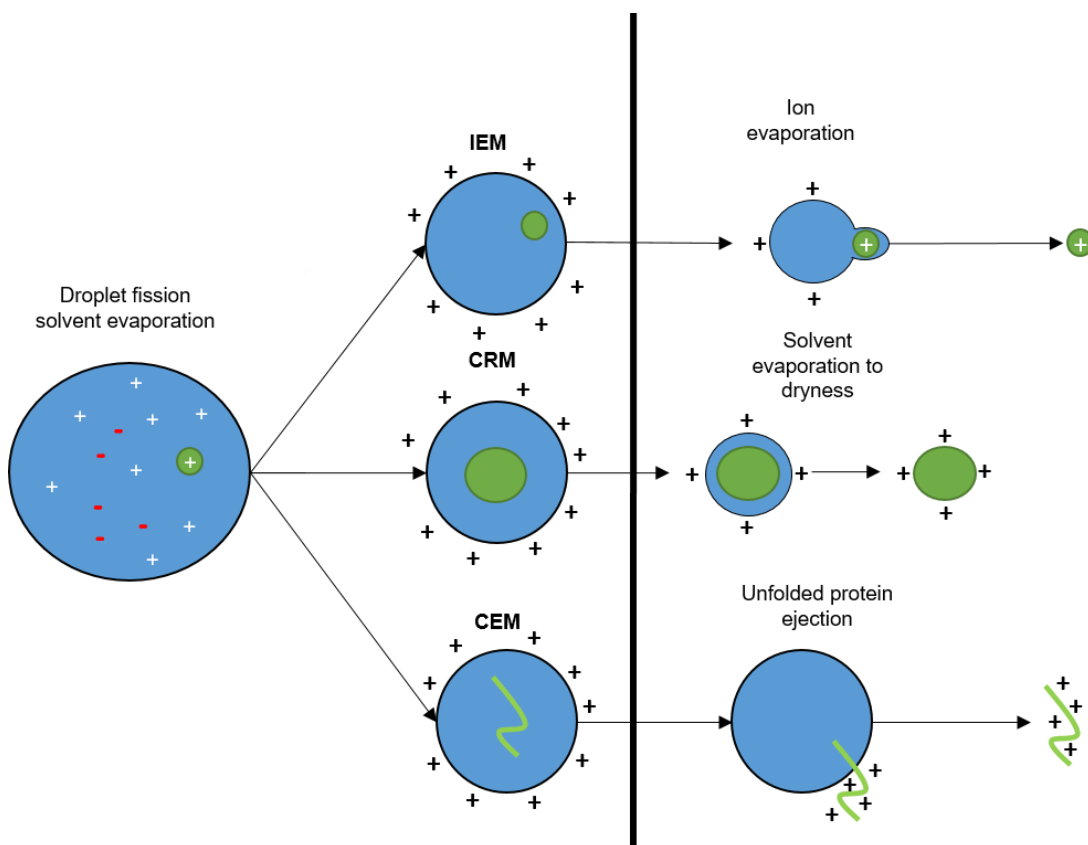 Droplet fission
solvent evaporation
IEM
Ion
evaporation
CRM
Solvent
evaporation to
dryness
CEM
Unfolded protein
ejection